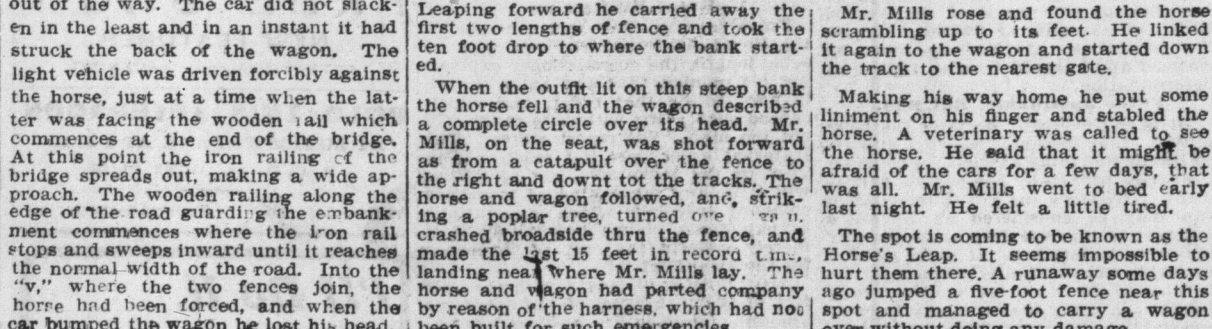 out of the way. The car did not slack-
en in the least and in an instant it had
struck the back of the wagon. The
light vehicle was driven forcibly against
the horse, just at a time when the lat-
ter was facing the wooden rail which
commences at the end of the bridge.
At this point the iron railing of the
bridge spreads out, making a wide ap-
proach. The wooden railing along the
edge of the road guarding the embank-
ment commences where the iron rail
stops and sweeps inward until it reaches
the normal width of the road. Into the
"v," where the two fences join, the
horse had been forced, and when the
car bumped the wagon he lost his head.
Leaping forward he carried away the
first two lengths of fence and took the
ten foot drop to where the bank start-
ed.
When the outfit lit on this steep bank
the horse fell and the wagon described
a complete circle over its head. Mr.
Mills, on the seat, was shot forward
as from a catapult over the fence to
the right and downt tot the tracks. The
horse and wagon followed, and, strik-
ing a poplar tree, turned
crashed broadside thru the fence, and
made the last 15 feet in record time,
landing near where Mr. Mills lay. The
horse and wagon had parted company
by reason of the harness, which had not
been built for such emergencies
Mr. Mills rose and found the horse
scrambling up to its feet. He linked
it again to the wagon and started down
the track to the nearest gate.
Making his way home he put some
liniment on his finger and stabled the
horse. A veterinary was called to see
the horse. He said that it might be
afraid of the cars for a few days, that
was all. Mr. Mills went to bed early
last night. He felt a little tired.
The spot is coming to be known as the
Horse's Leap. It seems impossible to
hurt them there. A runaway some days
ago jumped a five-foot fence near this
spot and managed to carry a wagon
over without doing any damage.